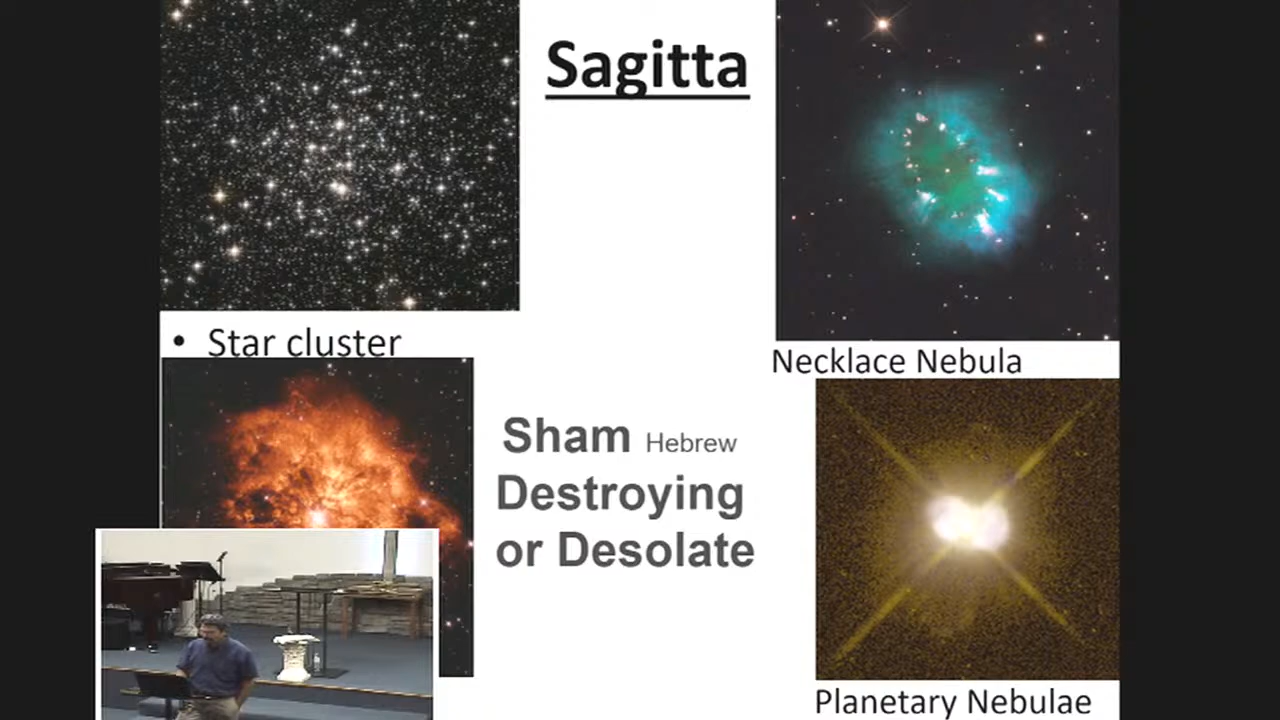 Sagitta
• Star cluster
Necklace Nebula
Sham Hebrew
Destroying
or Desolate
Planetary Nebulae